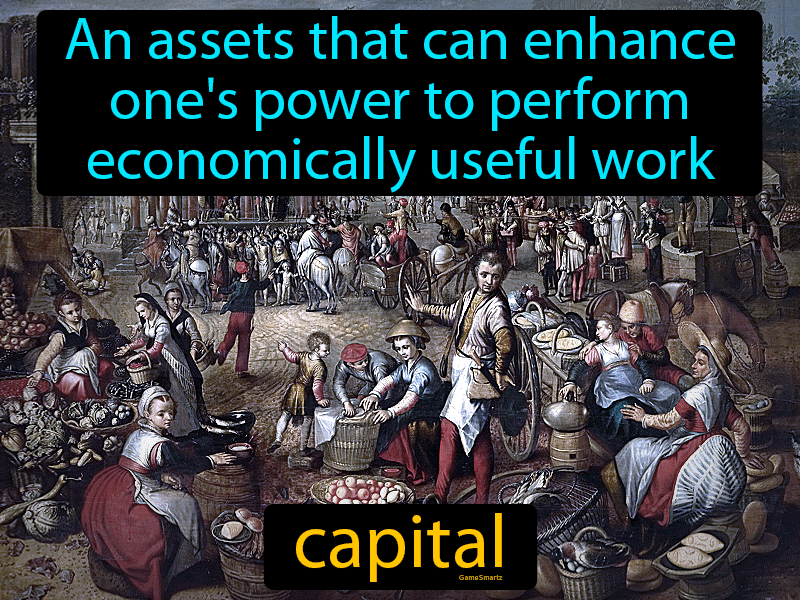 An assets that can enhance
one's power to perform
economically useful work
capital
GameSmartz